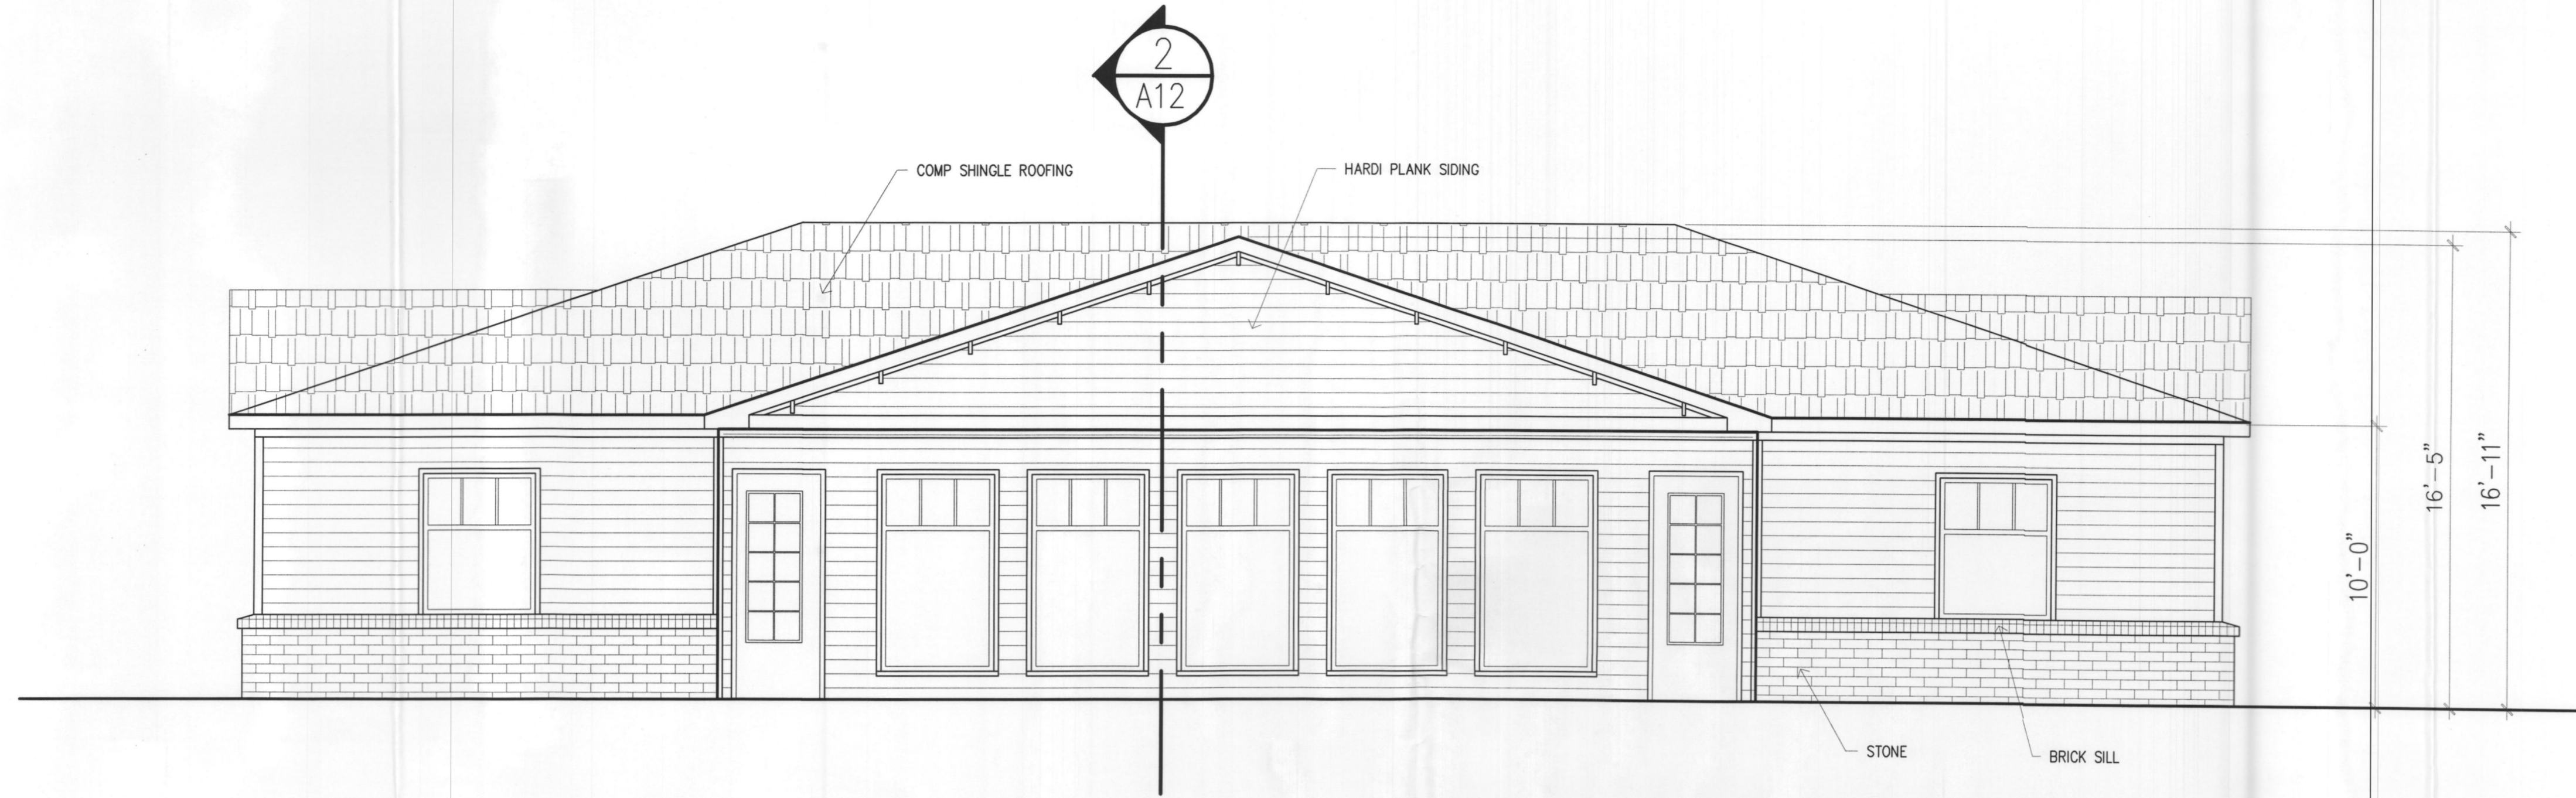 2
A12
COMP SHINGLE ROOFING
HARDI PLANK SIDING
10'-0"
16'-5"
16'-11"
STONE
BRICK SILL